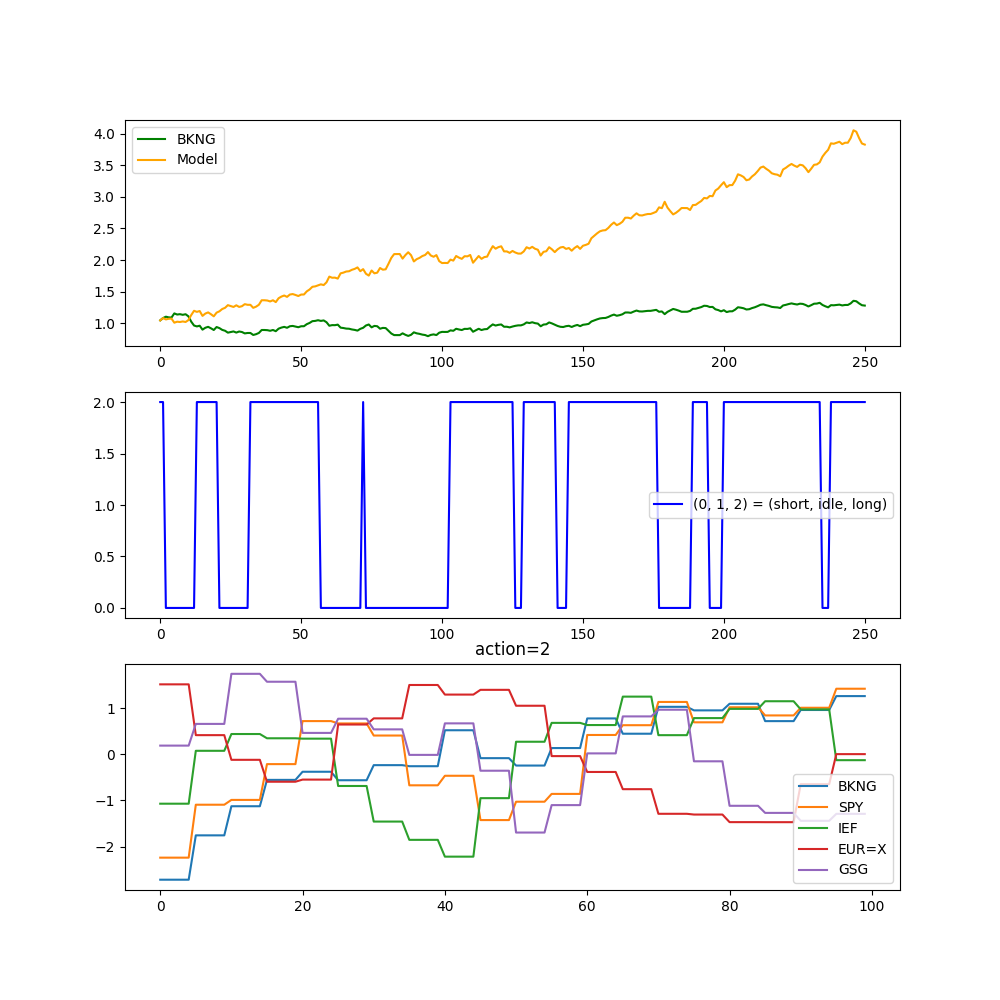 4.0
3.5
3.0
2.5
2.0
1.5
1.0
BKNG
Model
0 50 100 150 200 250
2.0
1.5
1.0
0.5
0.0
(0, 1, 2) = (short, idle, long)
0 50 100 150 200 250
action=2
1
0
−1
−2
BKNG
SPY
IEF
EUR=X
GSG
0 20 40 60 80 100